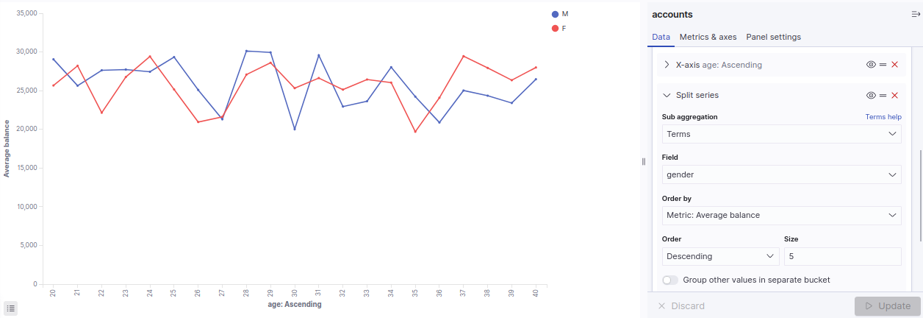 35,000
30,000
25,000
20,000
15,000
10,000
5,000
0
Average balance
20 21 22 23 24 25 26 27 28 29 30 31 32 33 34 35 36 37 38 39 40
age: Ascending
M
F
accounts
Data Metrics & axes Panel settings
X-axis age: Ascending
Split series
Sub aggregation Terms help
Terms
Field
gender
Order by
Metric: Average balance
Order Size
Descending 5
Group other values in separate bucket
Discard Update